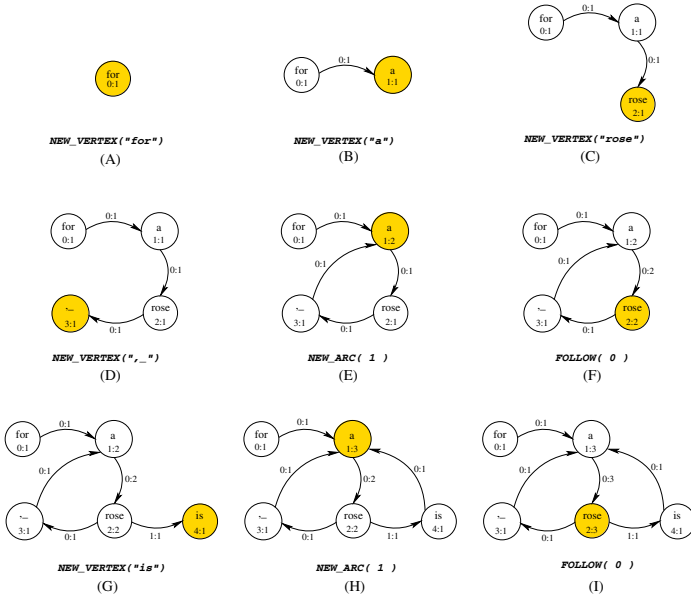 for
0:1
NEW_VERTEX("for")
(A)
for
0:1
0:1
a
1:1
NEW_VERTEX("a")
(B)
for
0:1
0:1
a
1:1
0:1
rose
2:1
NEW_VERTEX("rose")
(C)
for
0:1
0:1
a
1:1
0:1
,_
3:1
0:1
rose
2:1
NEW_VERTEX(",_")
(D)
for
0:1
0:1
a
1:2
0:1
0:1
,_
3:1
0:1
rose
2:1
NEW_ARC( 1 )
(E)
for
0:1
0:1
a
1:2
0:1
0:2
,_
3:1
0:1
rose
2:2
FOLLOW( 0 )
(F)
for
0:1
0:1
a
1:2
0:1
0:2
,_
3:1
0:1
rose
2:2
1:1
is
4:1
NEW_VERTEX("is")
(G)
for
0:1
0:1
a
1:3
0:1
0:2
0:1
,_
3:1
0:1
rose
2:2
1:1
is
4:1
NEW_ARC( 1 )
(H)
for
0:1
0:1
a
1:3
0:1
0:3
0:1
,_
3:1
0:1
rose
2:3
1:1
is
4:1
FOLLOW( 0 )
(I)